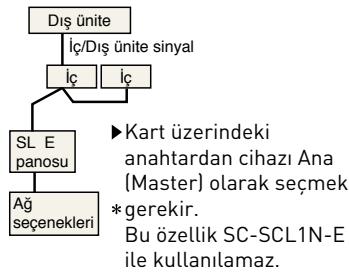 Dış ünite
İç/Dış ünite sinyal
İç
İç
SL E
panosu
Ağ
seçenekleri
▶Kart üzerindeki
anahtardan cihazı Ana
(Master) olarak seçmek
*gerekir.
Bu özellik SC-SCL1N-E
ile kullanılamaz.